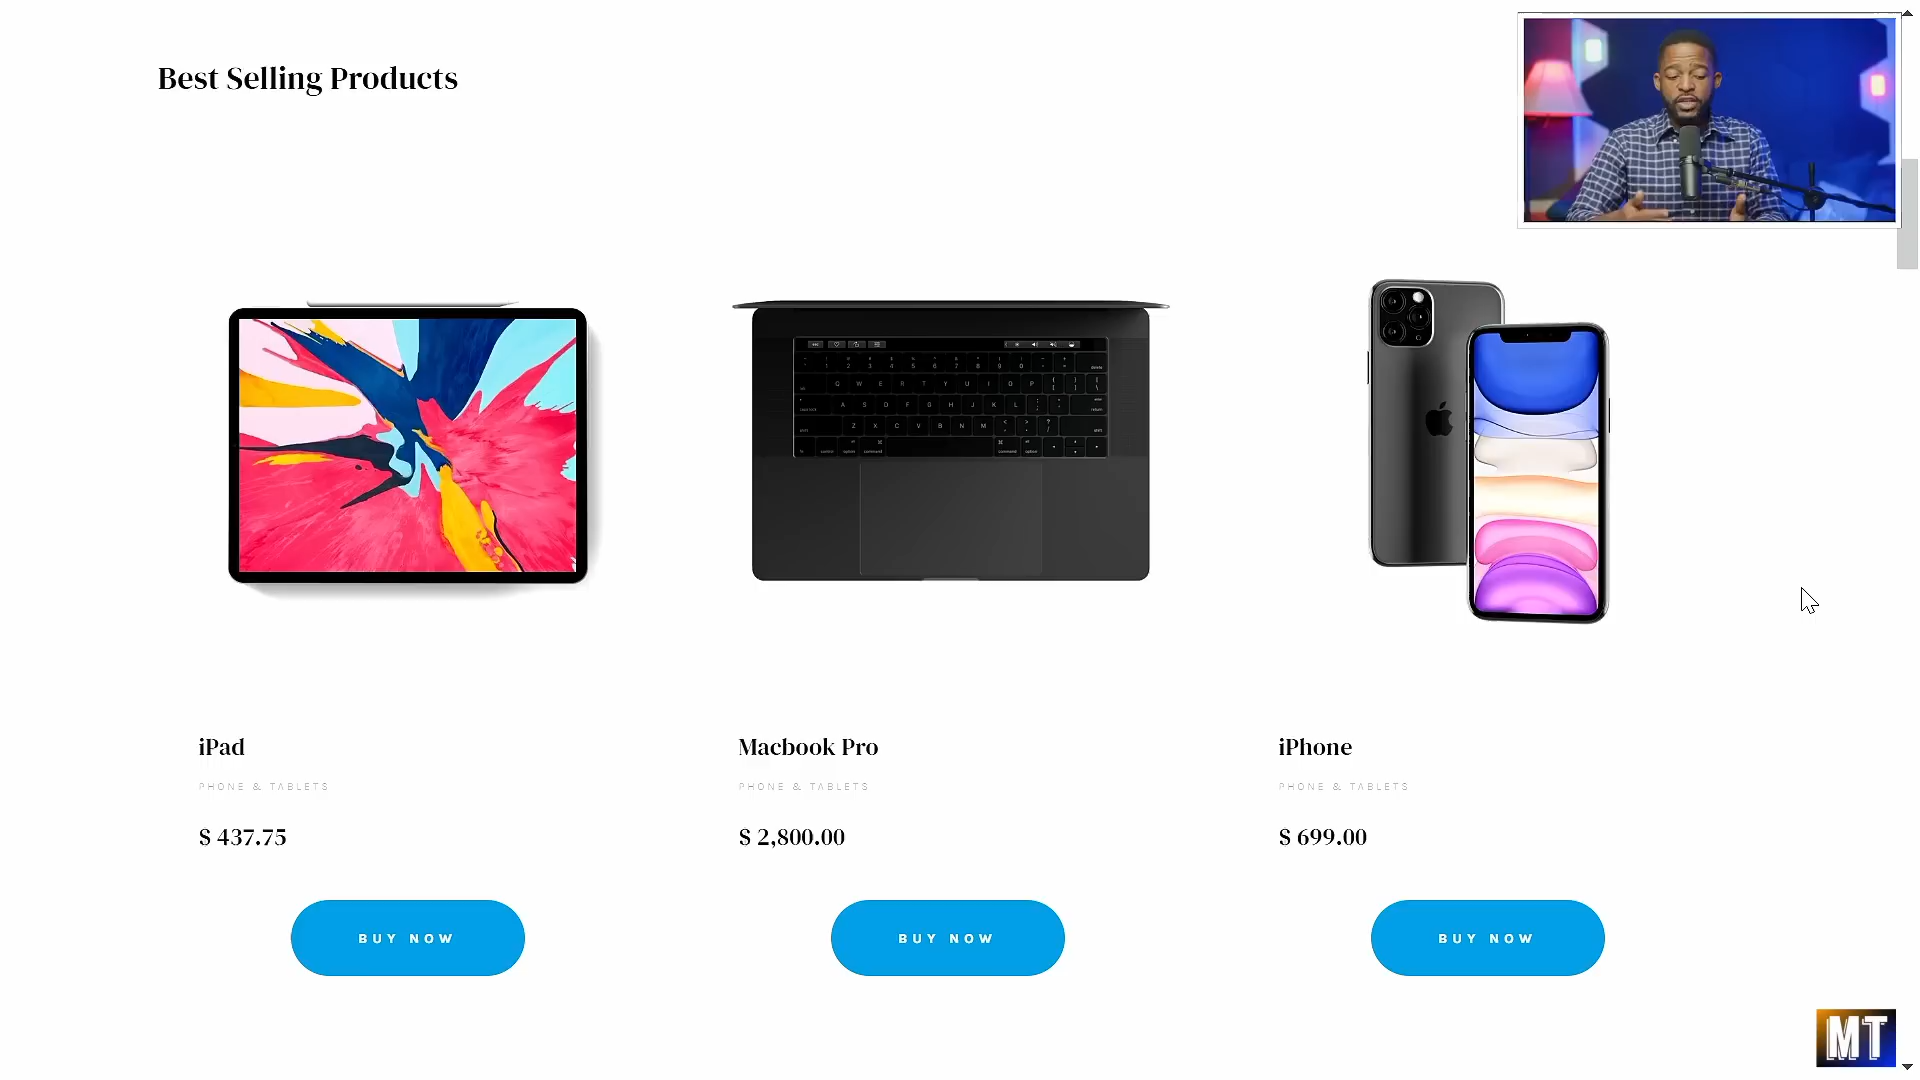 Best Selling Products
iPad
PHONE & TABLETS
$ 437.75
BUY NOW
Macbook Pro
PHONE & TABLETS
$ 2,800.00
BUY NOW
iPhone
PHONE & TABLETS
$ 699.00
BUY NOW
MT